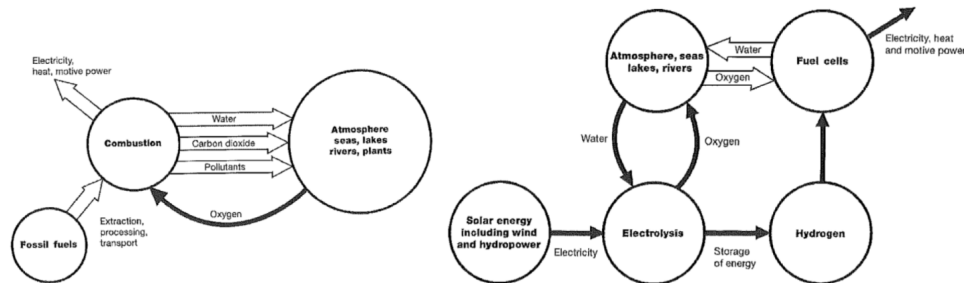 Electricity,
heat, motive power
Combustion
Water
Carbon dioxide
Pollutants
Atmosphere
seas, lakes
rivers, plants
Oxygen
Fossil fuels
Extraction,
processing,
transport
Atmosphere, seas
lakes, rivers
Water
Oxygen
Fuel cells
Electricity, heat
and motive power
Water
Oxygen
Solar energy
including wind
and hydropower
Electricity
Electrolysis
Storage
of energy
Hydrogen